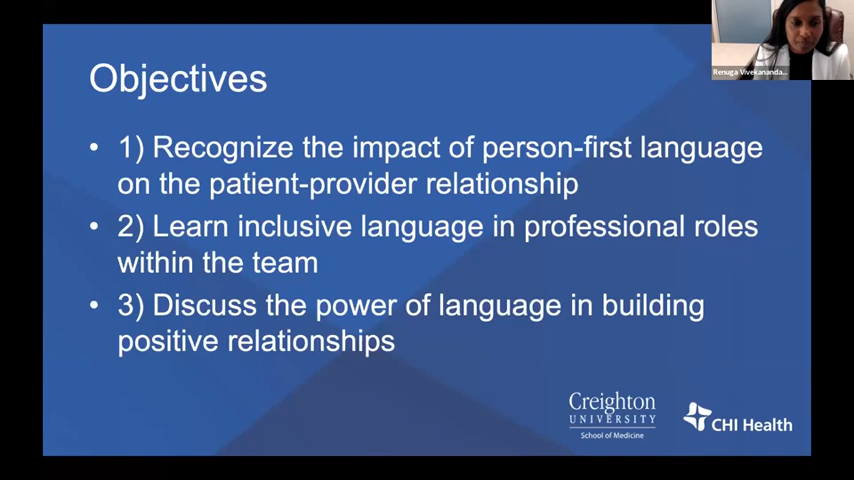 Objectives
• 1) Recognize the impact of person-first language
on the patient-provider relationship
• 2) Learn inclusive language in professional roles
within the team
• 3) Discuss the power of language in building
positive relationships
Renuga Vivekananda...
Creighton
UNIVERSITY
School of Medicine
CHI Health